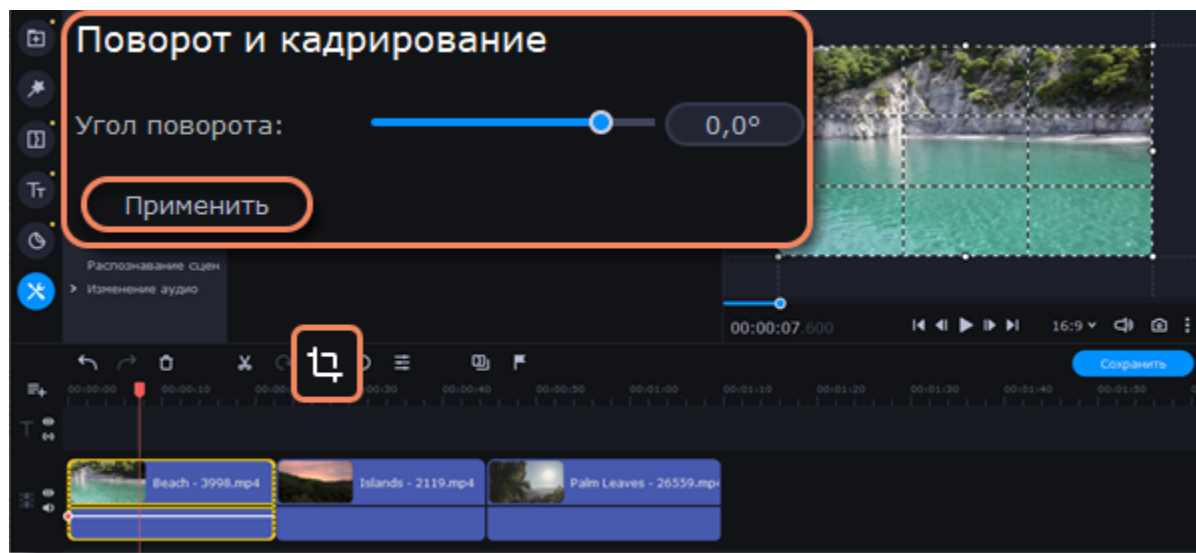 Поворот и кадрирование
Угол поворота:
0,0°
Применить
Тт
Распознавание сцен
Изменение аудио
00:00:07.600
16:9
Сохранить
00:00:00
00:00:10
00:00:30
00:00:40
00:00:50
00:01:00
00:01:10
00:01:20
00:01:30
00:01:40
00:01:50
T
Beach - 3998.mp4
Islands - 2119.mp4
Palm Leaves - 26559.mp